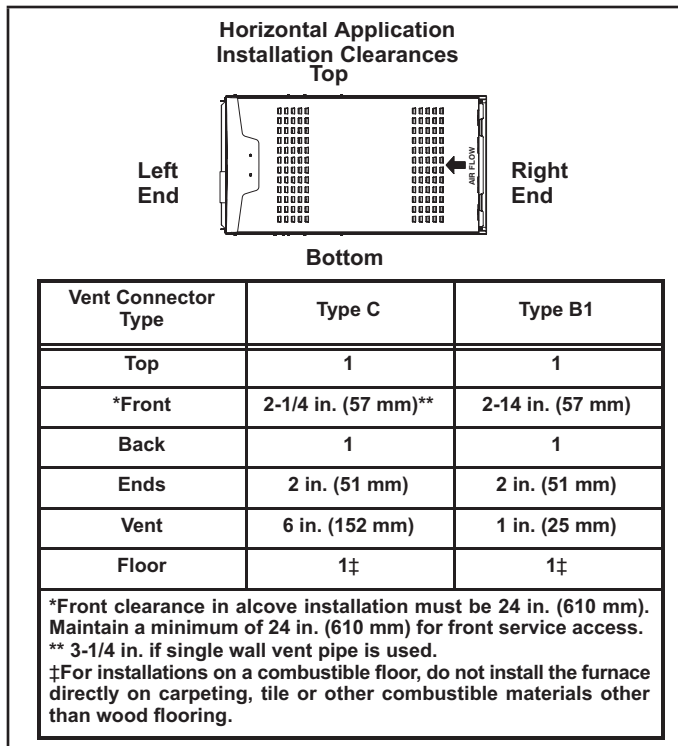 Horizontal Application
Installation Clearances
Top
Left
End
AIR FLOW
Right
End
Bottom
Vent Connector
Type
Type C
Type B1
Top
1
1
*Front
2-1/4 in. (57 mm)**
2-14 in. (57 mm)
Back
1
1
Ends
2 in. (51 mm)
2 in. (51 mm)
Vent
6 in. (152 mm)
1 in. (25 mm)
Floor
1‡
1‡
*Front clearance in alcove installation must be 24 in. (610 mm).
Maintain a minimum of 24 in. (610 mm) for front service access.
** 3-1/4 in. if single wall vent pipe is used.
‡For installations on a combustible floor, do not install the furnace
directly on carpeting, tile or other combustible materials other
than wood flooring.